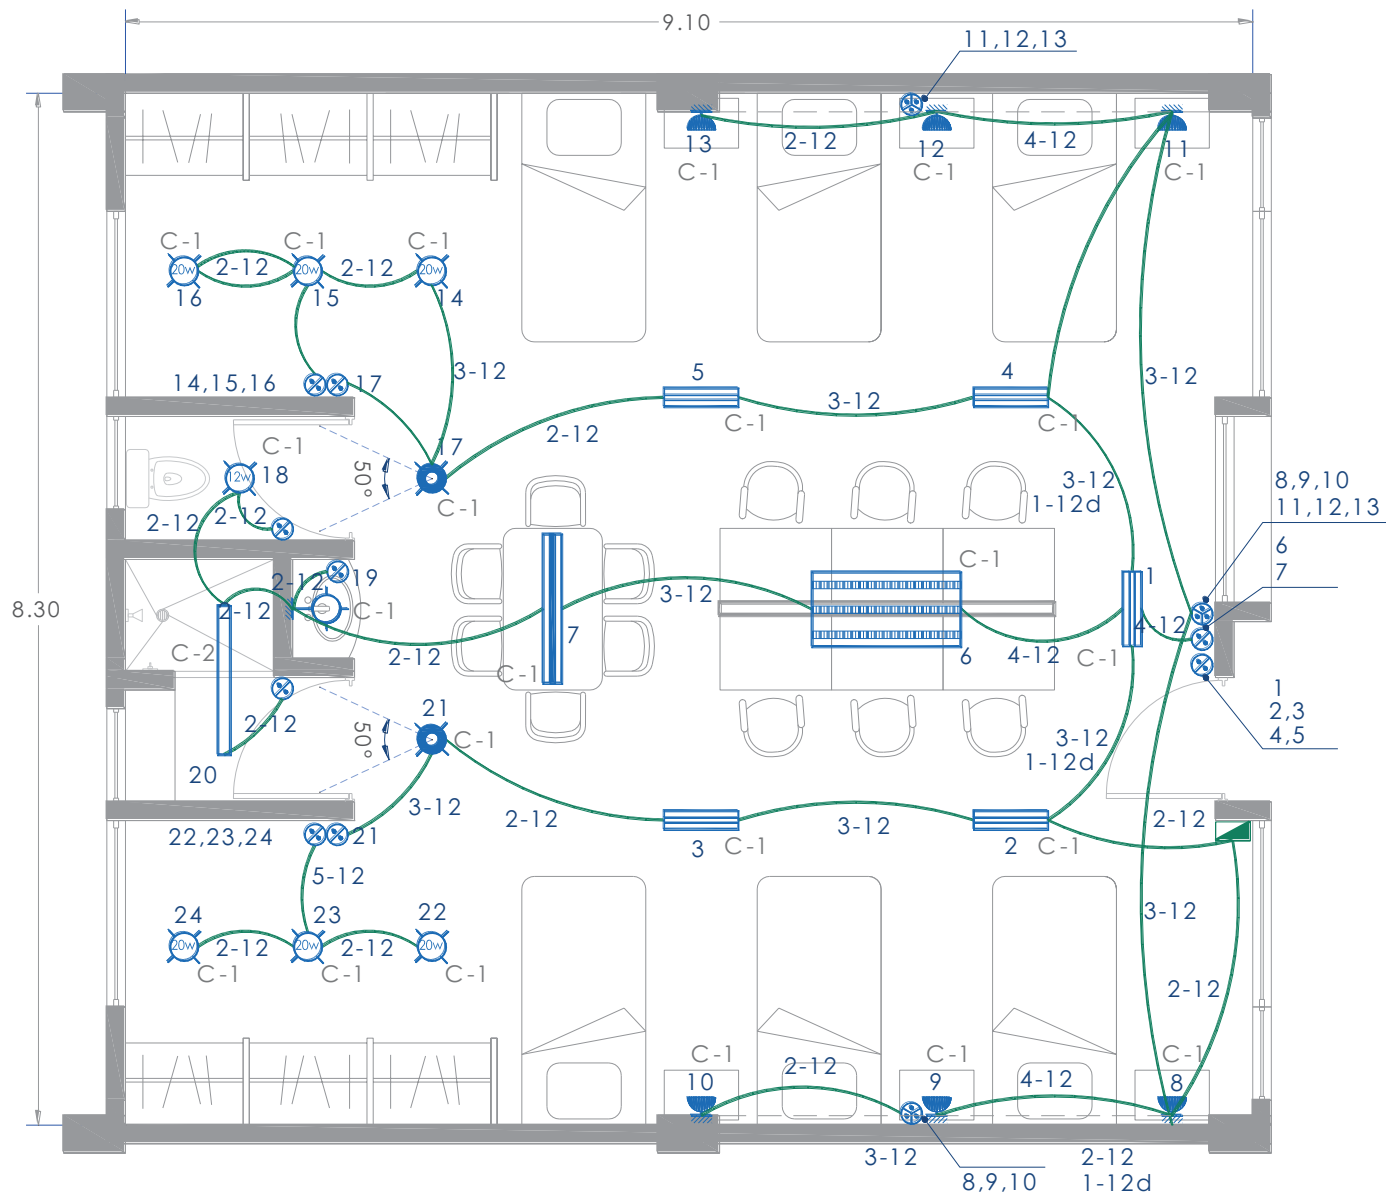 9.10
11,12,13
13
2-12
12
4-12
11
C-1
C-1
C-1
C-1
C-1
C-1
20w
2-12
20w
2-12
20w
16
15
14
3-12
14,15,16
17
5
4
3-12
3-12
C-1
C-1
2-12
17
C-1
50°
C-1
12w
18
2-12
2-12
3-12
1-12d
8,9,10
11,12,13
6
7
C-1
2-12
19
2-12
C-1
1
3-12
8.30
7
4-12
2-12
4-12
6
C-1
C-1
C-2
1
2,3
4,5
2-12
21
C-1
50°
3-12
1-12d
20
3-12
2-12
3-12
2-12
22,23,24
21
3
C-1
2
C-1
5-12
24
23
22
3-12
20w
2-12
20w
2-12
20w
C-1
C-1
C-1
2-12
C-1
C-1
C-1
2-12
10
9
4-12
8
3-12
2-12
8,9,10
1-12d